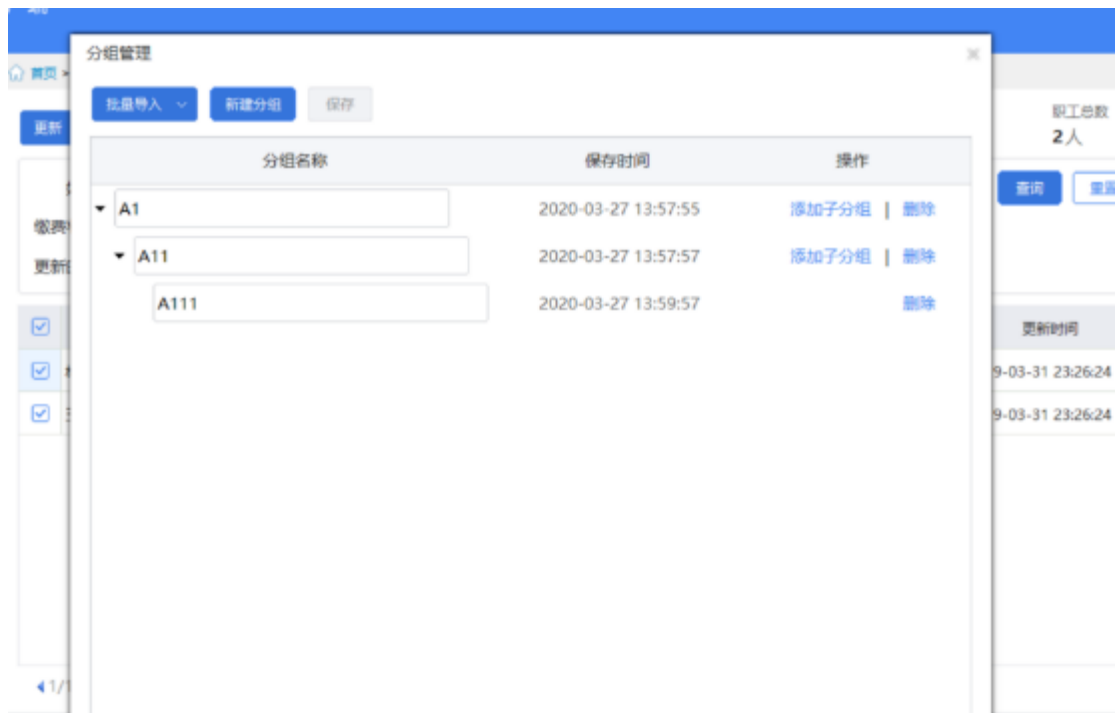 分组管理
首页 >
批量导入 新建分组 保存
更新
职工总数
2人
分组名称 保存时间 操作
查询
缴费
更新
A1 2020-03-27 13:57:55 添加子分组 | 删除
A11 2020-03-27 13:57:57 添加子分组 | 删除
A111 2020-03-27 13:59:57 删除
更新时间
9-03-31 23:26:24
9-03-31 23:26:24
1/1